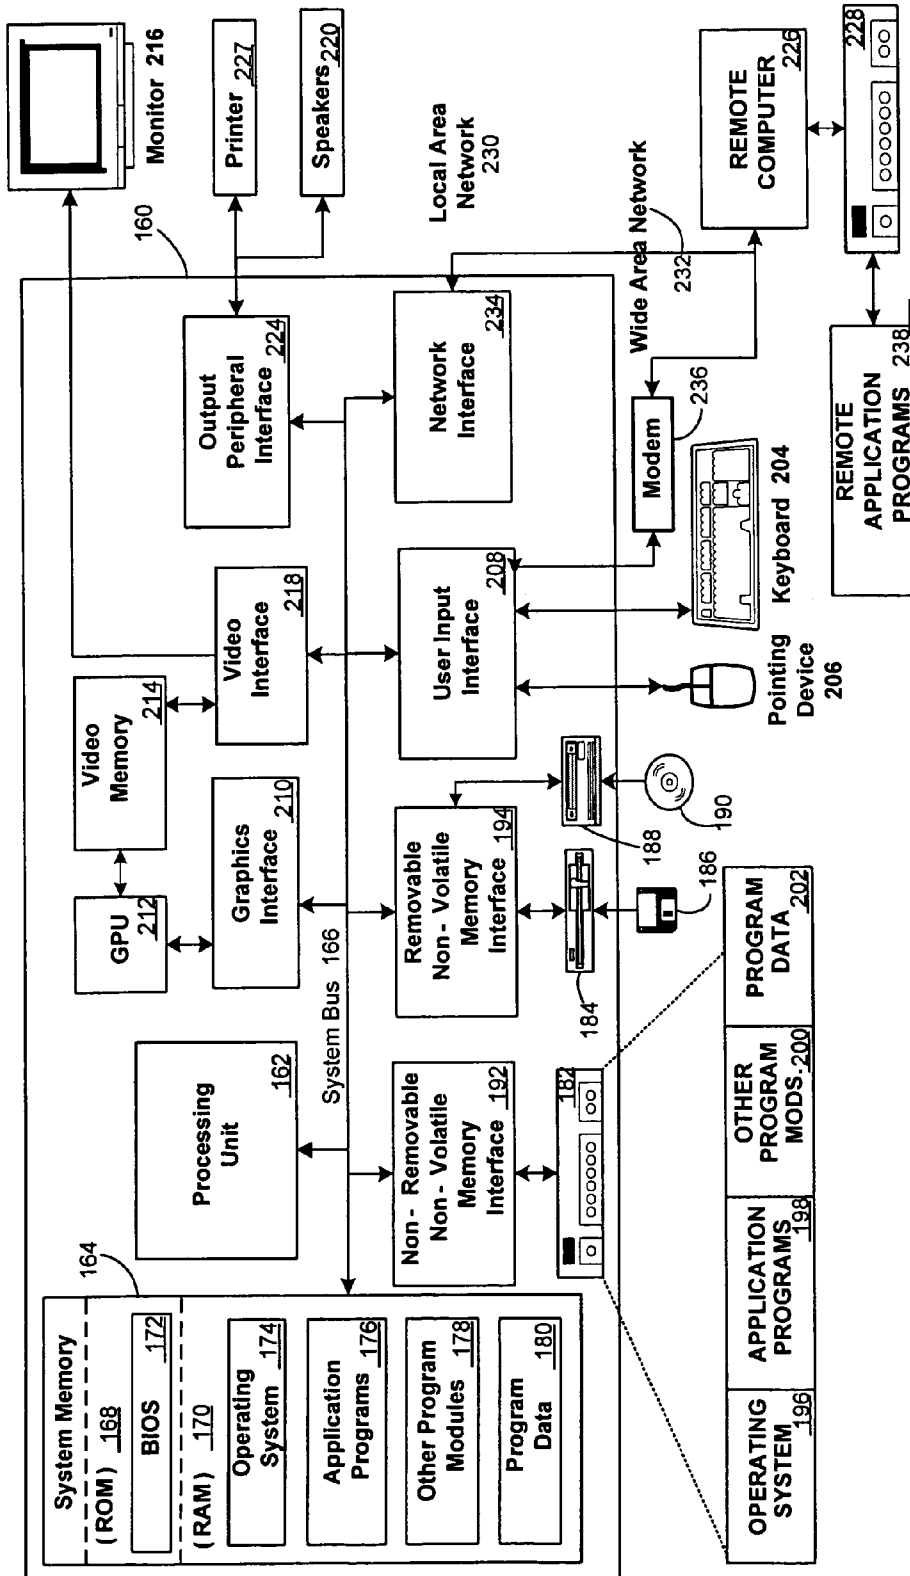 System Memory
164
(ROM) 168
BIOS 172
(RAM) 170
Operating
System 174
Application
Programs 176
Other Program
Modules 178
Program
Data 180
Processing
Unit
162
GPU
212
Video
Memory
214
Graphics
Interface 210
Video
Interface 218
Output
Peripheral
Interface 224
160
System Bus 166
Non - Removable
Non - Volatile
Memory
Interface 192
Removable
Non - Volatile
Memory
Interface 194
User Input
Interface 208
Network
Interface 234
Monitor 216
Printer 227
Speakers 220
Local Area
Network
230
Wide Area Network
232
182
184
186
188
190
Pointing
Device
206
Keyboard 204
Modem
236
REMOTE
COMPUTER
226
228
REMOTE
APPLICATION
PROGRAMS 238
OPERATING
SYSTEM 196
APPLICATION
PROGRAMS 198
OTHER
PROGRAM
MODS. 200
PROGRAM
DATA 202